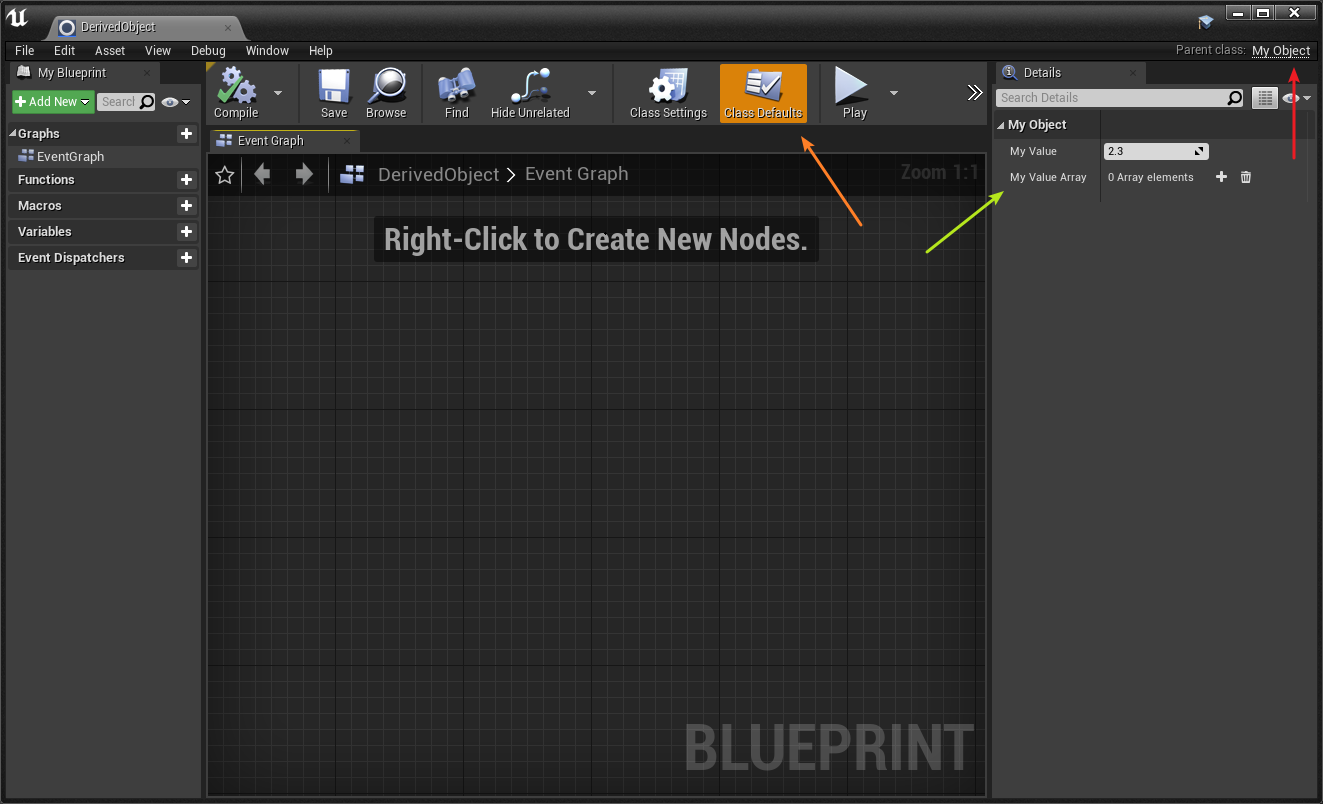 DerivedObject
File Edit Asset View Debug Window Help
Parent class: My Object
My Blueprint
Add New Search
Graphs
EventGraph
Functions
Macros
Variables
Event Dispatchers
Compile Save Browse Find Hide Unrelated Class Settings Class Defaults Play
Event Graph
DerivedObject > Event Graph
Zoom 1:1
Right-Click to Create New Nodes.
BLUEPRINT
Details
Search Details
My Object
My Value 2.3
My Value Array 0 Array elements